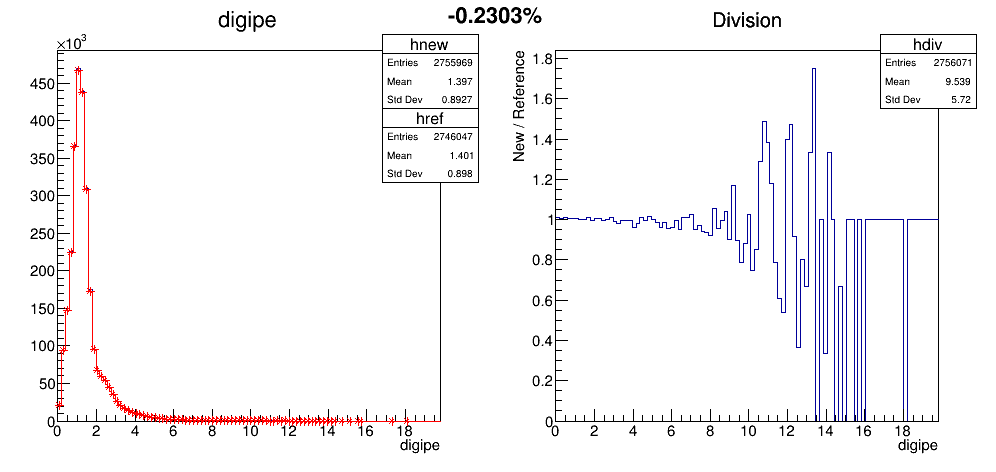 -0.2303%
digipe
×10³
hnew
Entries 2755969
Mean 1.397
Std Dev 0.8927
href
Entries 2746047
Mean 1.401
Std Dev 0.898
450
400
350
300
250
200
150
100
50
0
0 2 4 6 8 10 12 14 16 18
digipe
Division
hdiv
Entries 2756071
Mean 9.539
Std Dev 5.72
New / Reference
1.8
1.6
1.4
1.2
1
0.8
0.6
0.4
0.2
0
0 2 4 6 8 10 12 14 16 18
digipe